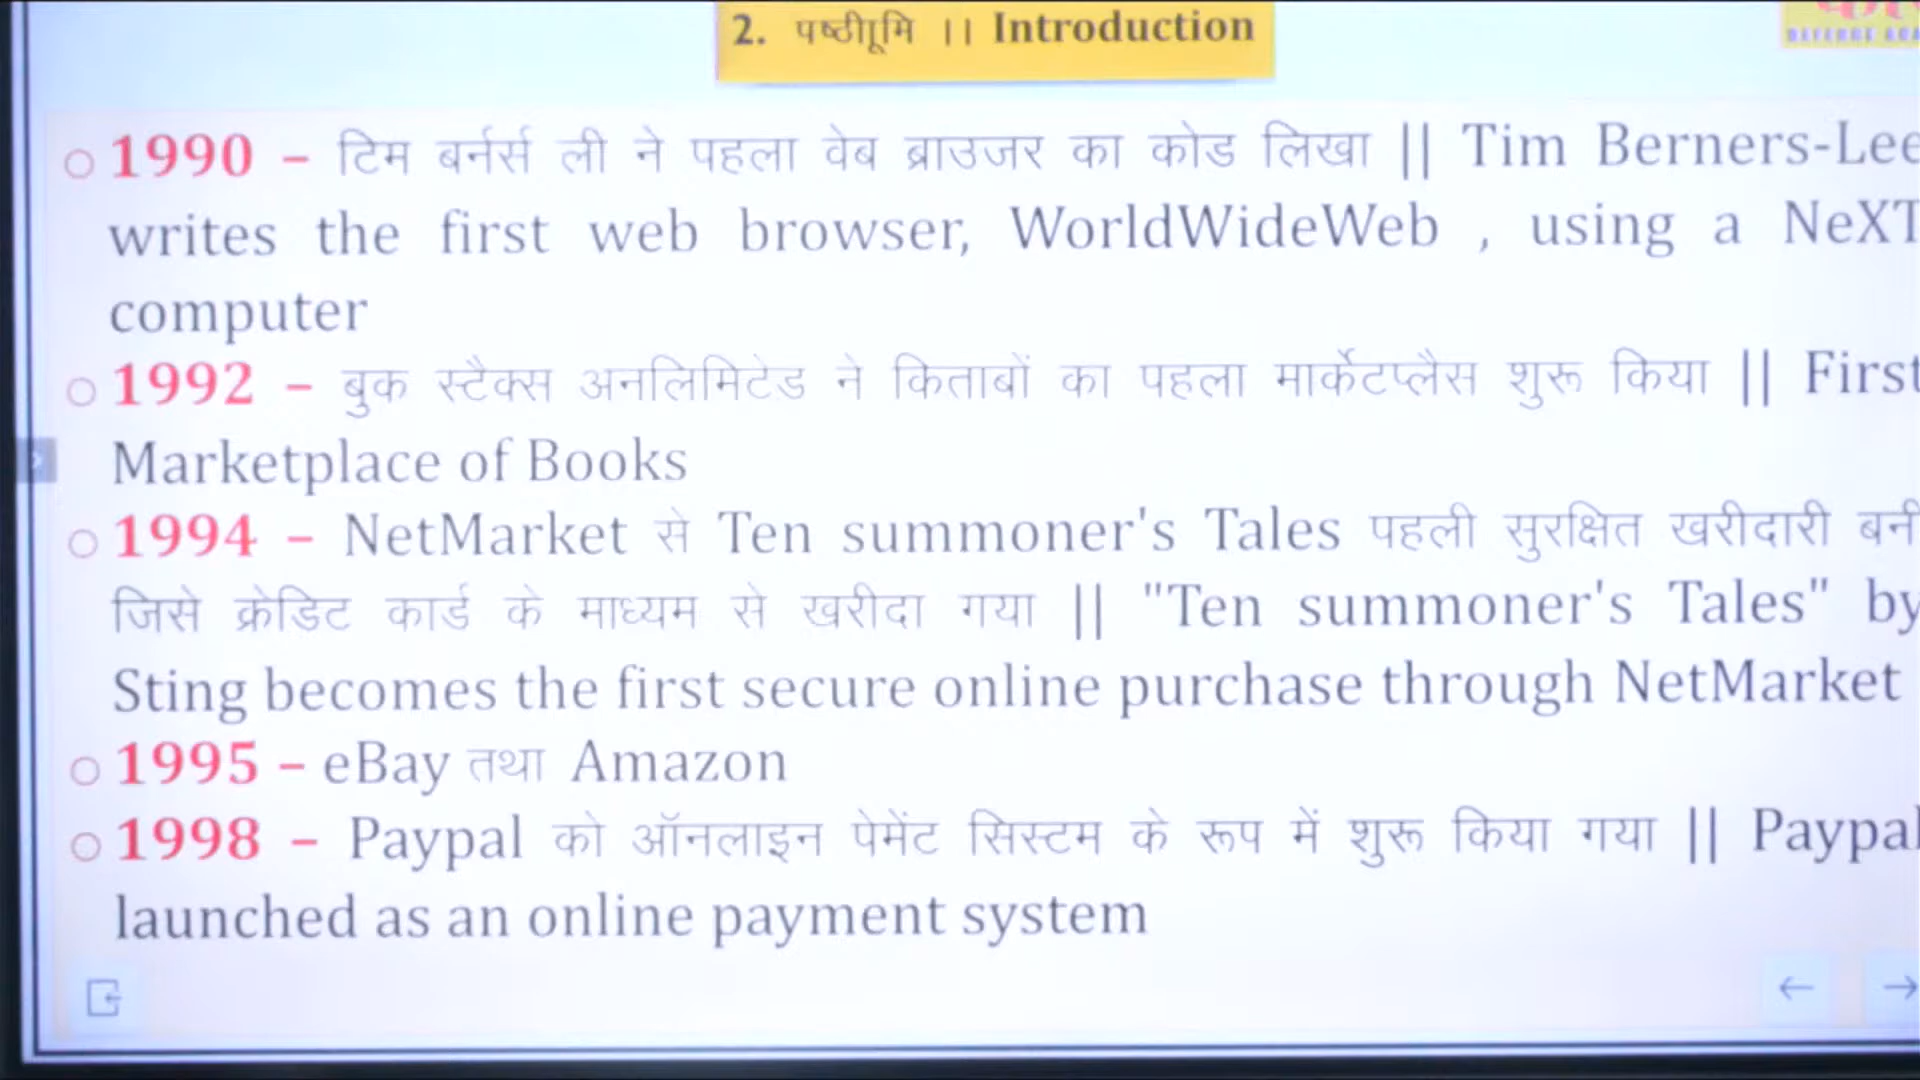 2. पष्ठीूमि || Introduction
1990 – टिम बर्नर्स ली ने पहला वेब ब्राउजर का कोड लिखा || Tim Berners-Lee
writes the first web browser, WorldWideWeb , using a NeXT
computer
1992 – बुक स्टैक्स अनलिमिटेड ने किताबों का पहला मार्केटप्लैस शुरू किया || First
Marketplace of Books
1994 – NetMarket से Ten summoner's Tales पहली सुरक्षित खरीदारी बनी
जिसे क्रेडिट कार्ड के माध्यम से खरीदा गया || "Ten summoner's Tales" by
Sting becomes the first secure online purchase through NetMarket
1995 – eBay तथा Amazon
1998 – Paypal को ऑनलाइन पेमेंट सिस्टम के रूप में शुरू किया गया || Paypal
launched as an online payment system